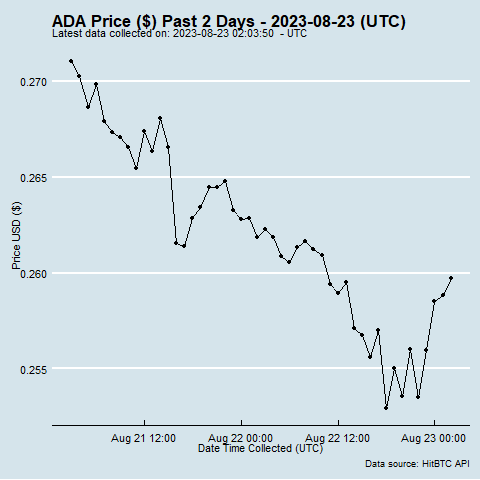 ADA Price ($) Past 2 Days - 2023-08-23 (UTC)
Latest data collected on: 2023-08-23 02:03:50 - UTC
0.270
0.265
0.260
0.255
Price USD ($)
Aug 21 12:00
Aug 22 00:00
Aug 22 12:00
Aug 23 00:00
Date Time Collected (UTC)
Data source: HitBTC API